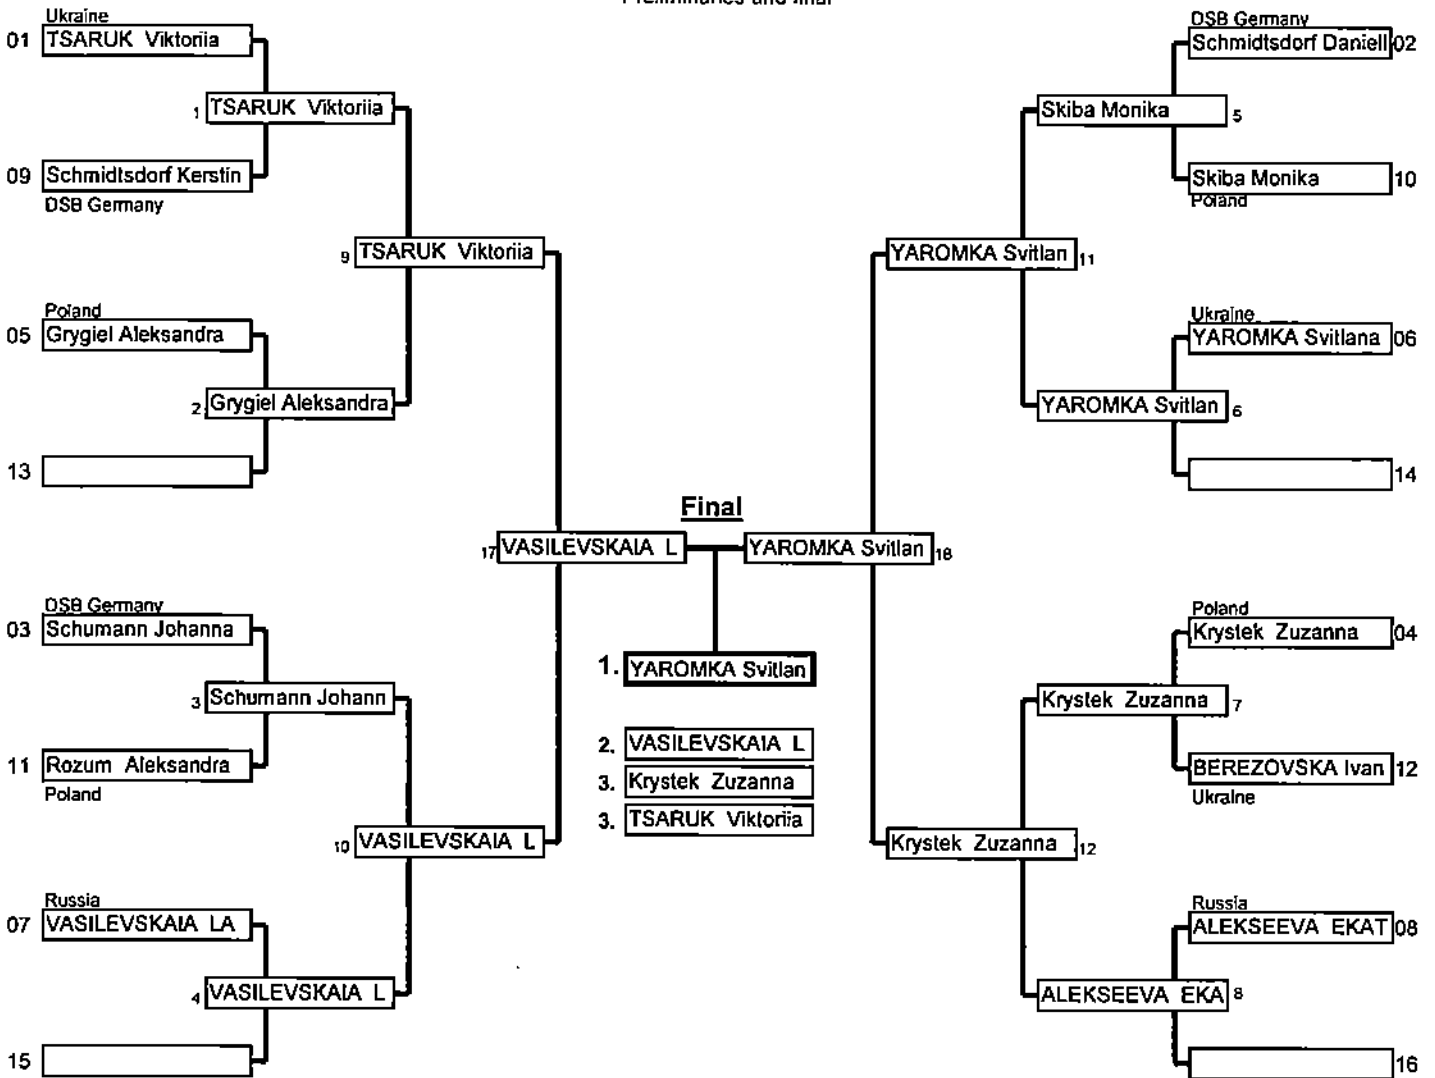 Preliminaries and final
Ukraine
01 TSARUK Viktoriia
1 TSARUK Viktoriia
09 Schmidtsdorf Kerstin
DSB Germany
9 TSARUK Viktoriia
Poland
05 Grygiel Aleksandra
2 Grygiel Aleksandra
13
17 VASILEVSKAIA L
DSB Germany
03 Schumann Johanna
3 Schumann Johann
11 Rozum Aleksandra
Poland
10 VASILEVSKAIA L
Russia
07 VASILEVSKAIA LA
4 VASILEVSKAIA L
15
Final
1. YAROMKA Svitlan
2. VASILEVSKAIA L
3. Krystek Zuzanna
3. TSARUK Viktoriia
DSB Germany
Schmidtsdorf Daniell 02
Skiba Monika 5
Skiba Monika 10
Poland
YAROMKA Svitlan 11
Ukraine
YAROMKA Svitlana 06
YAROMKA Svitlan 6
14
YAROMKA Svitlan 18
Poland
Krystek Zuzanna 04
Krystek Zuzanna 7
BEREZOVSKA Ivan 12
Ukraine
Krystek Zuzanna 12
Russia
ALEKSEEVA EKAT 08
ALEKSEEVA EKA 8
16